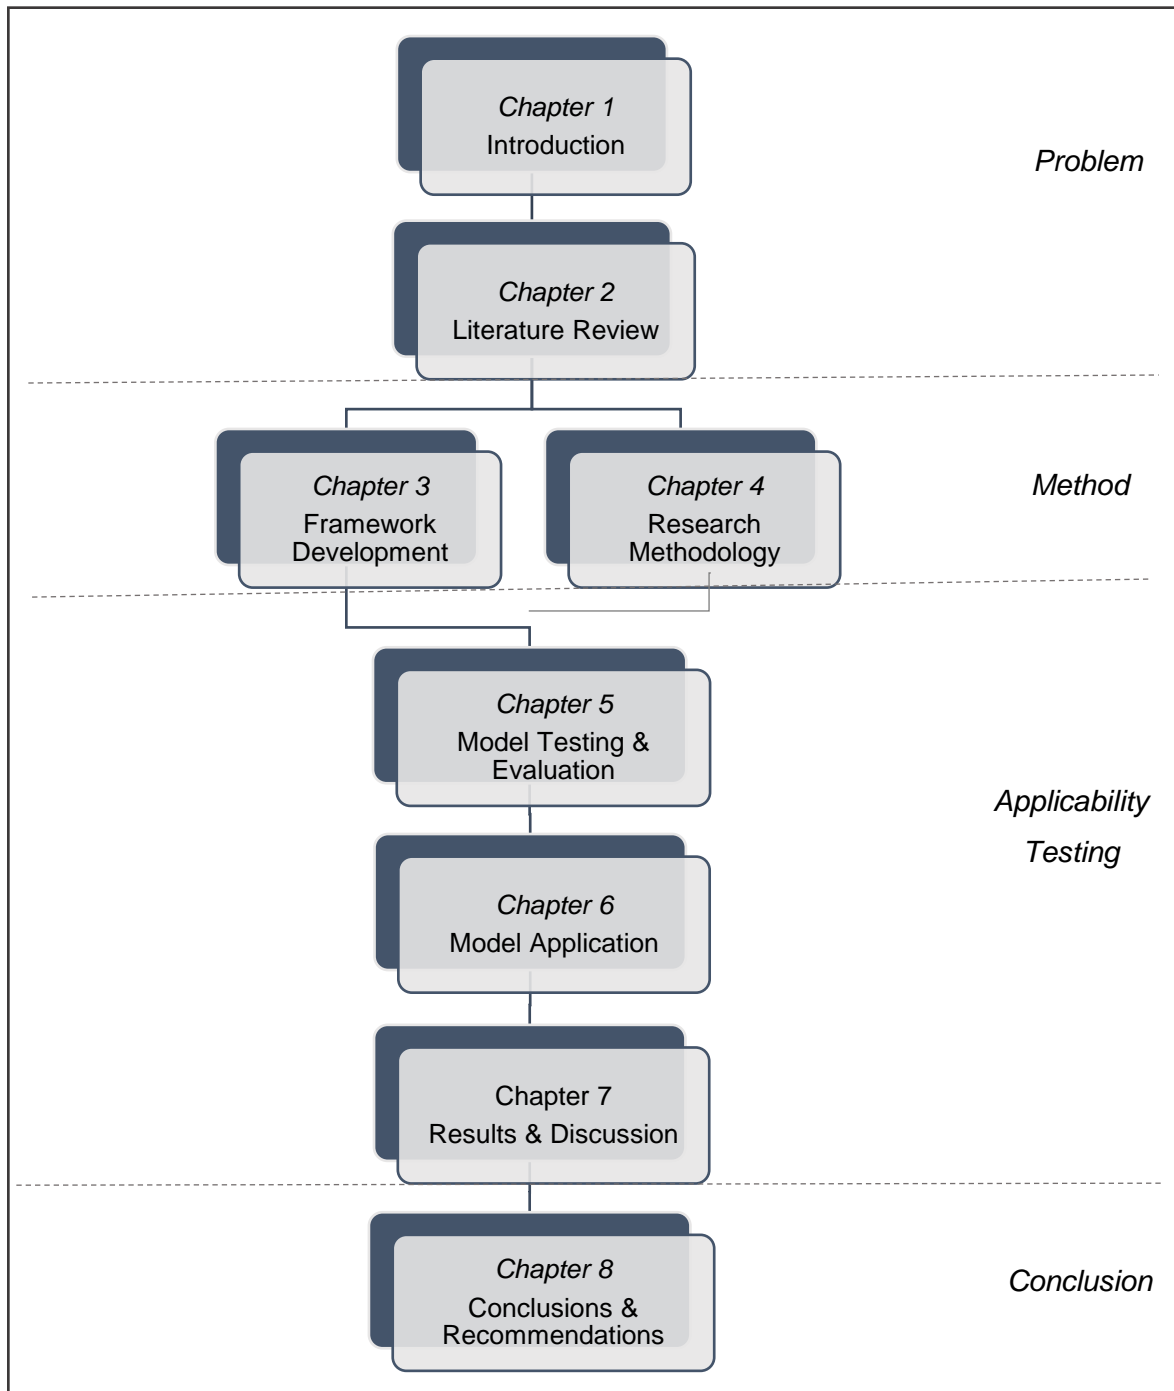 Chapter 1
Introduction
Problem
Chapter 2
Literature Review
Chapter 3
Framework
Development
Chapter 4
Research
Methodology
Method
Chapter 5
Model Testing &
Evaluation
Applicability
Testing
Chapter 6
Model Application
Chapter 7
Results & Discussion
Chapter 8
Conclusions &
Recommendations
Conclusion